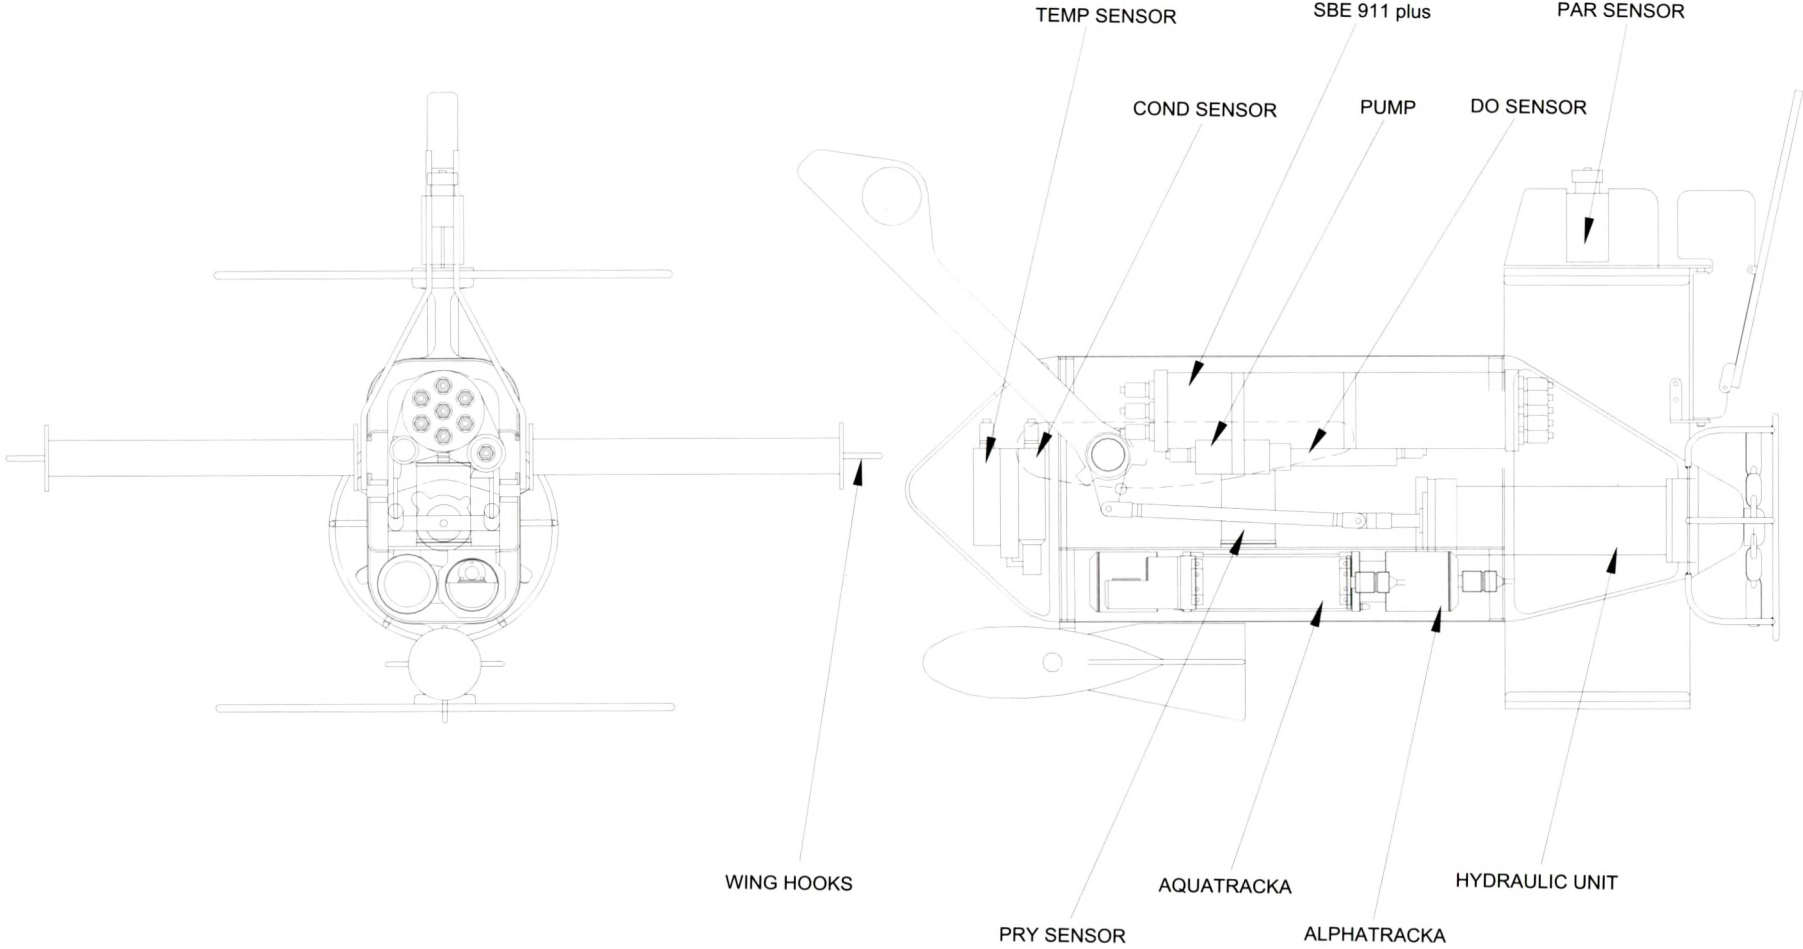 TEMP SENSOR
SBE 911 plus
PAR SENSOR
COND SENSOR
PUMP
DO SENSOR
WING HOOKS
AQUATRACKA
HYDRAULIC UNIT
PRY SENSOR
ALPHATRACKA